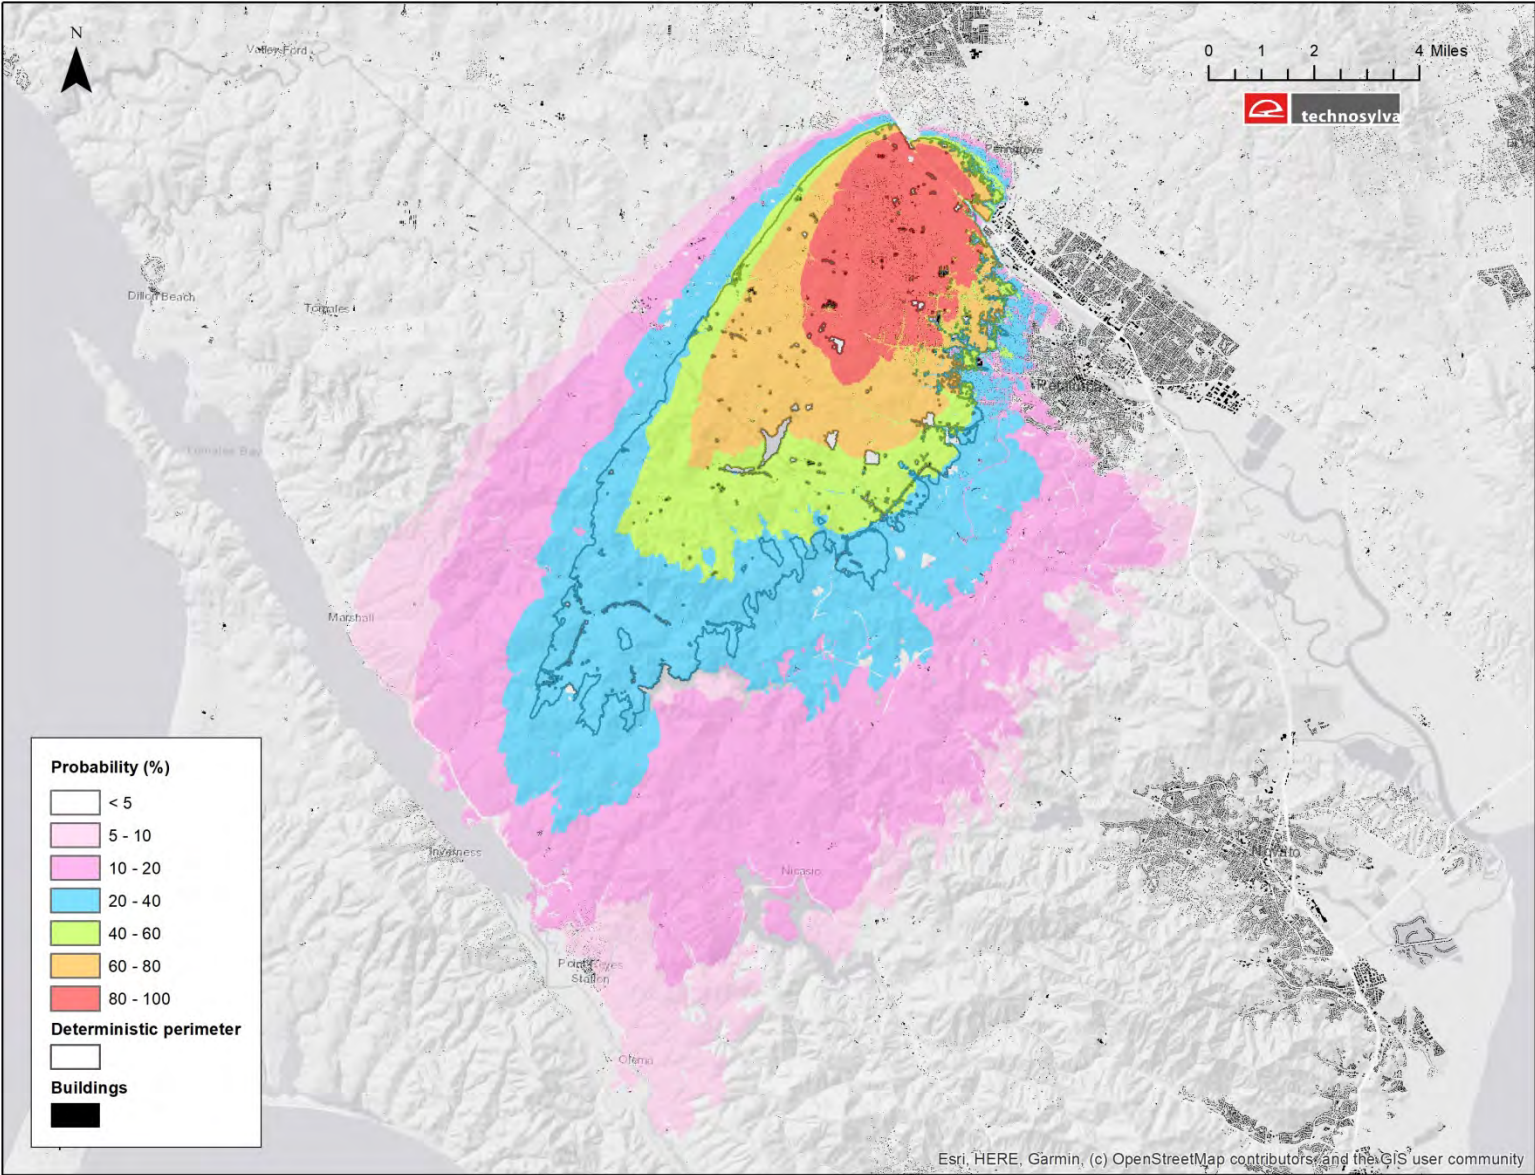 N
Valley Ford
Cotati
0 1 2 4 Miles
technosylva
Penngrove
Dillon Beach
Tomales
Petaluma
Tomales Bay
Marshall
Probability (%)
< 5
5 - 10
10 - 20
20 - 40
40 - 60
60 - 80
80 - 100
Deterministic perimeter
Buildings
Inverness
Novato
Nicasio
Point Reyes
Station
Olema
Esri, HERE, Garmin, (c) OpenStreetMap contributors, and the GIS user community